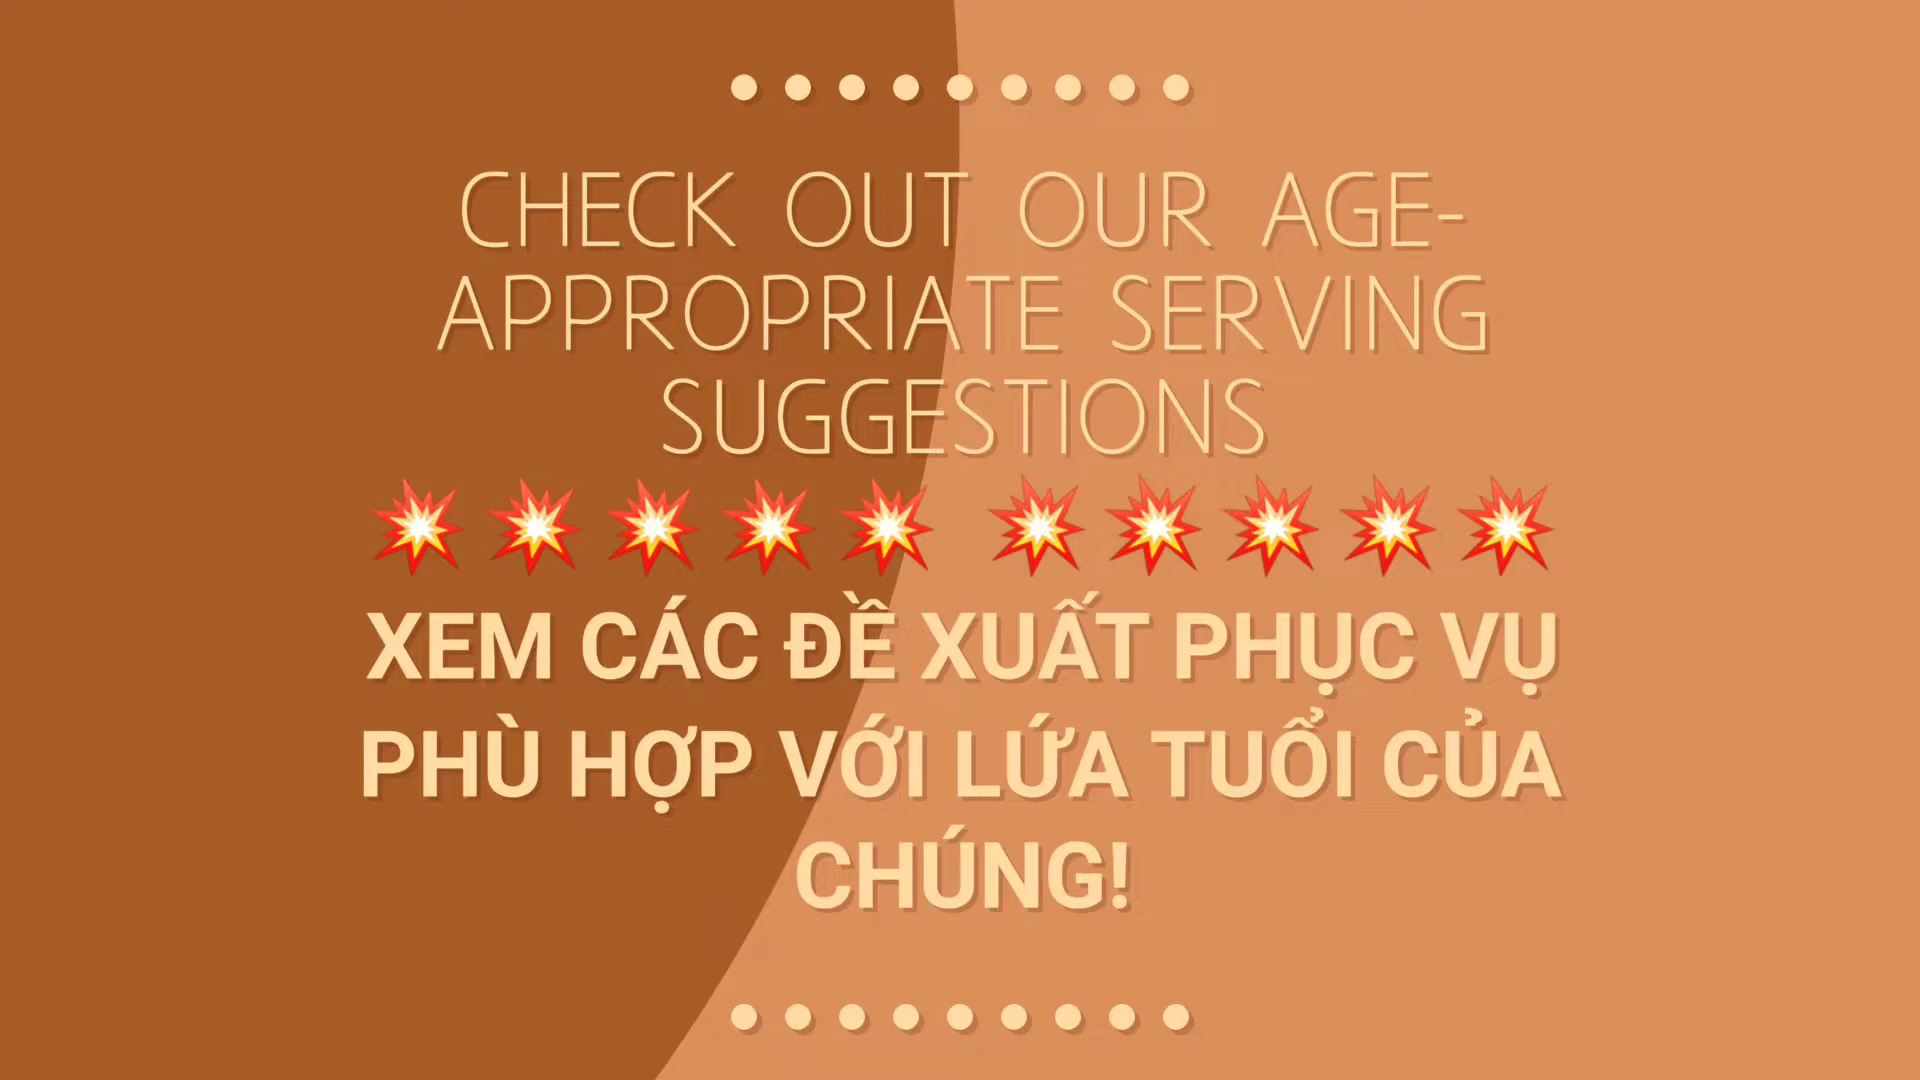 CHECK OUT OUR AGE-
APPROPRIATE SERVING
SUGGESTIONS
💥💥💥💥💥 💥💥💥💥💥
XEM CÁC ĐỀ XUẤT PHỤC VỤ
PHÙ HỢP VỚI LỨA TUỔI CỦA
CHÚNG!